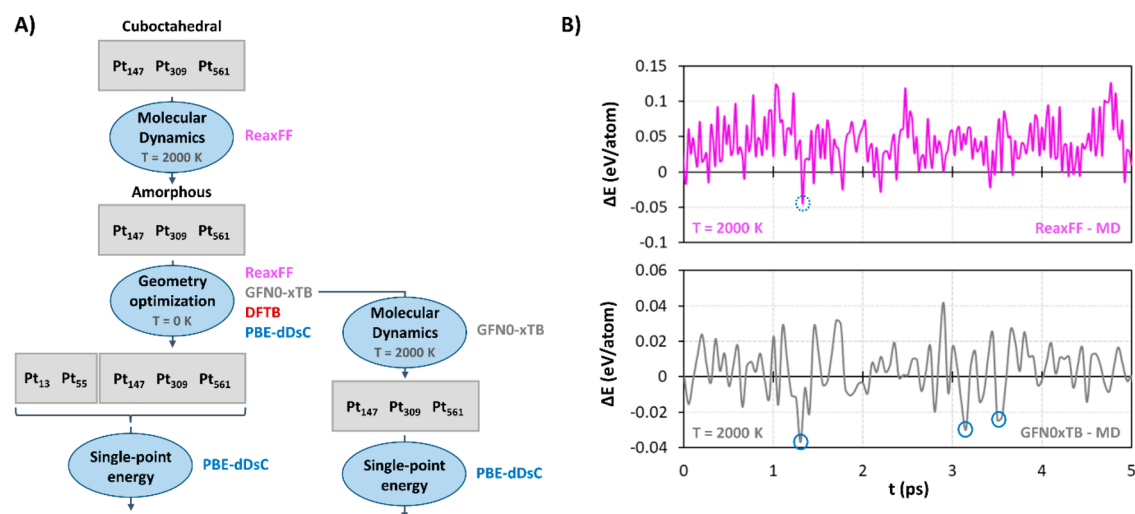 A)
Cuboctahedral
Pt147 Pt309 Pt561
Molecular
Dynamics
T = 2000 K
ReaxFF
Amorphous
Pt147 Pt309 Pt561
Geometry
optimization
T = 0 K
ReaxFF
GFN0-xTB
DFTB
PBE-dDsC
Molecular
Dynamics
T = 2000 K
GFN0-xTB
Pt13 Pt55 Pt147 Pt309 Pt561
Pt147 Pt309 Pt561
Single-point
energy
PBE-dDsC
Single-point
energy
PBE-dDsC
B)
0.15
0.1
0.05
0
-0.05
-0.1
ΔE (eV/atom)
T = 2000 K
ReaxFF - MD
0.06
0.04
0.02
0
-0.02
-0.04
ΔE (eV/atom)
T = 2000 K
GFN0xTB - MD
0 1 2 3 4 5
t (ps)